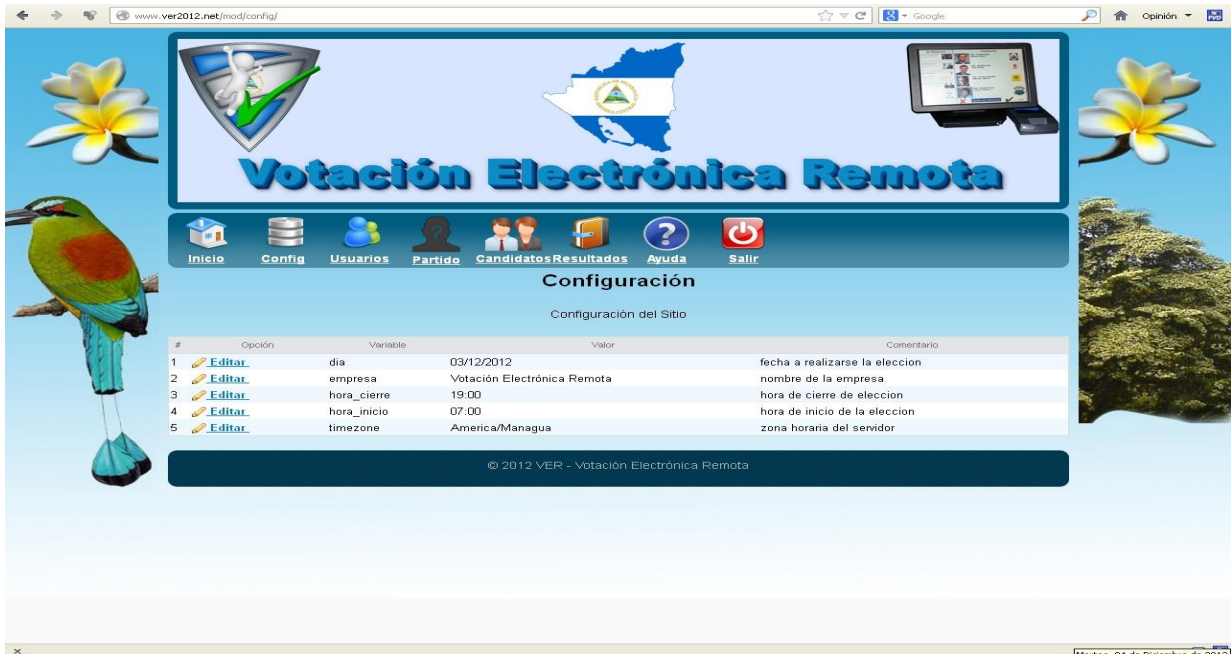 www.ver2012.net/mod/config/ Google Opinión
Votación Electrónica Remota
Inicio Config Usuarios Partido Candidatos Resultados Ayuda Salir
Configuración
Configuración del Sitio
# Opción Variable Valor Comentario
1 Editar dia 03/12/2012 fecha a realizarse la eleccion
2 Editar empresa Votación Electrónica Remota nombre de la empresa
3 Editar hora_cierre 19:00 hora de cierre de eleccion
4 Editar hora_inicio 07:00 hora de inicio de la eleccion
5 Editar timezone America/Managua zona horaria del servidor
© 2012 VER - Votación Electrónica Remota